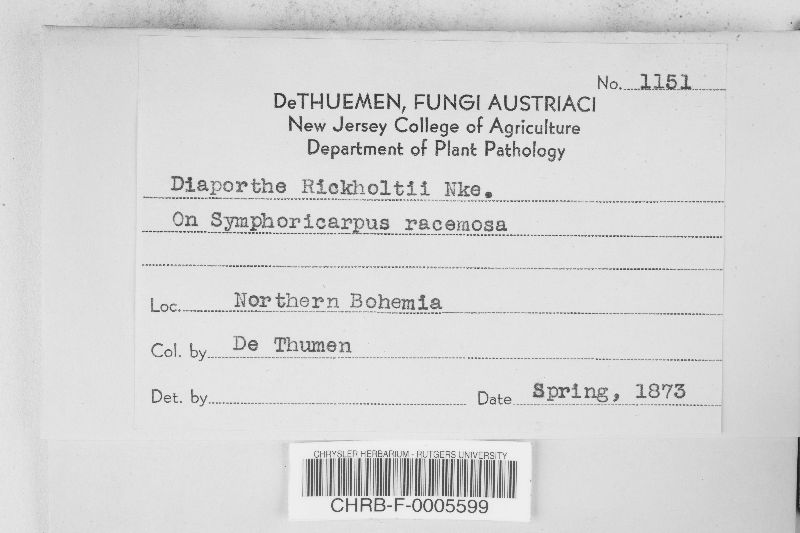 No. 1151
DeTHUEMEN, FUNGI AUSTRIACI
New Jersey College of Agriculture
Department of Plant Pathology
Diaporthe Rickholtii Nke.
On Symphoricarpus racemosa
Loc. Northern Bohemia
Col. by De Thumen
Det. by
Date Spring, 1873
CHRYSLER HERBARIUM - RUTGERS UNIVERSITY
CHRB-F-0005599